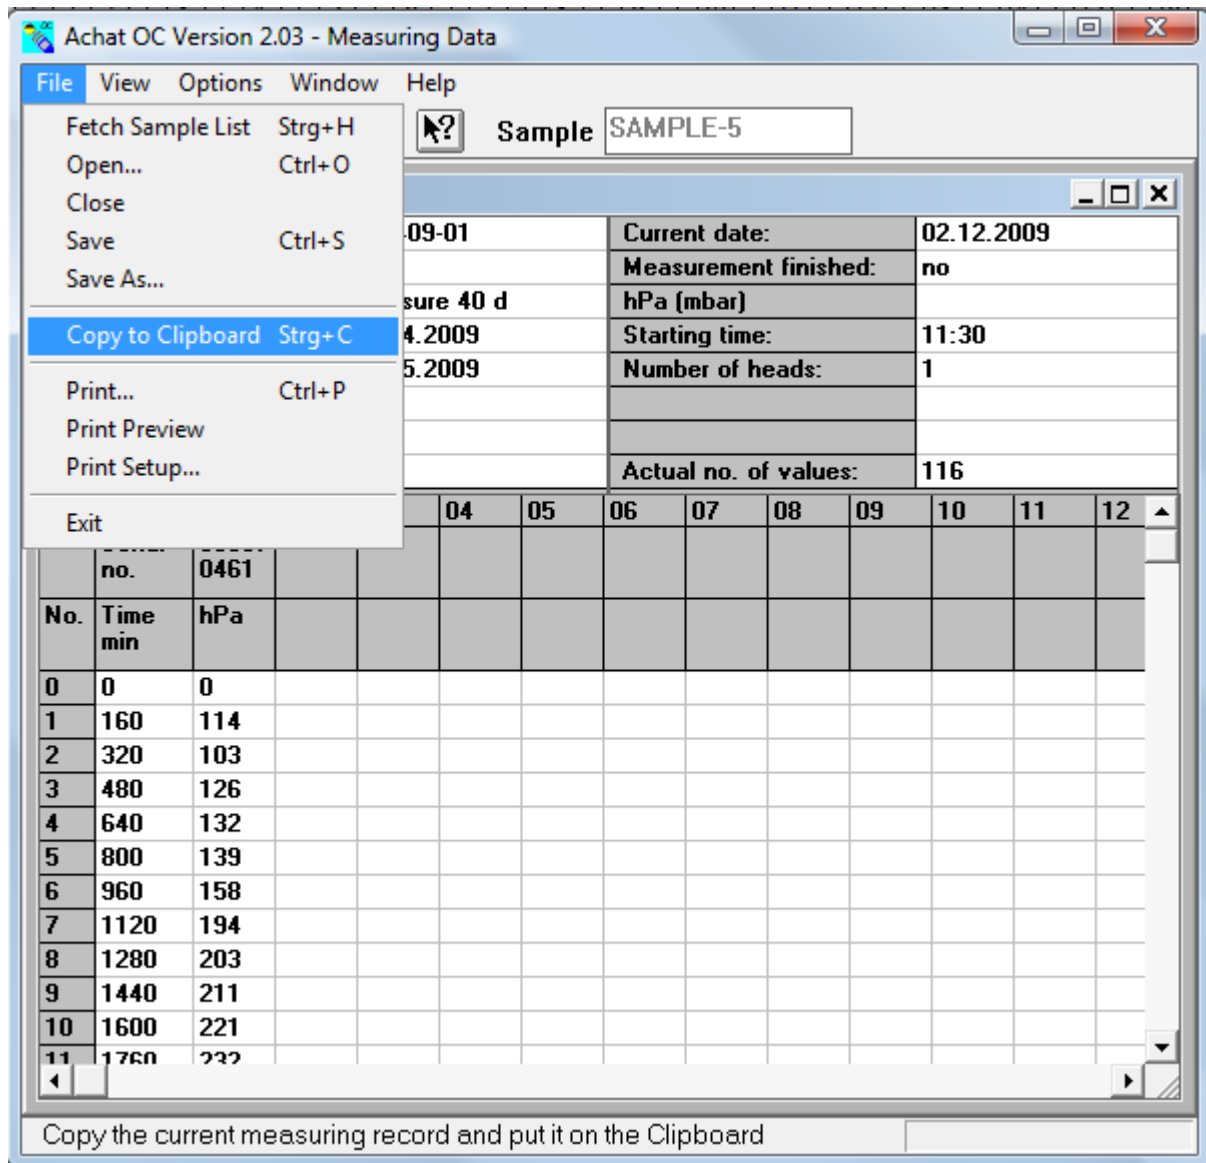 Achat OC Version 2.03 - Measuring Data
File View Options Window Help
Fetch Sample List Strg+H
Open... Ctrl+O
Close
Save Ctrl+S
Save As...
Copy to Clipboard Strg+C
Print... Ctrl+P
Print Preview
Print Setup...
Exit
Sample SAMPLE-5
-09-01 Current date: 02.12.2009
Measurement finished: no
sure 40 d hPa (mbar)
4.2009 Starting time: 11:30
5.2009 Number of heads: 1
Actual no. of values: 116
04 05 06 07 08 09 10 11 12
no. 0461
No. Time hPa
min
0 0 0
1 160 114
2 320 103
3 480 126
4 640 132
5 800 139
6 960 158
7 1120 194
8 1280 203
9 1440 211
10 1600 221
11 1760 232
Copy the current measuring record and put it on the Clipboard